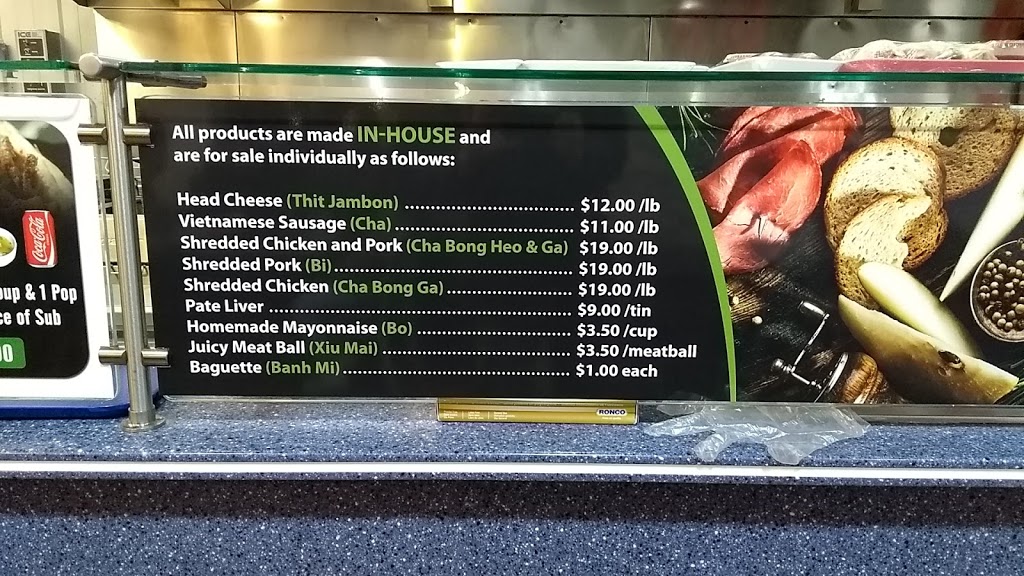 All products are made IN-HOUSE and
are for sale individually as follows:
Head Cheese (Thit Jambon) ................................. $12.00 /lb
Vietnamese Sausage (Cha) ................................... $11.00 /lb
Shredded Chicken and Pork (Cha Bong Heo & Ga) $19.00 /lb
Shredded Pork (Bi) .............................................. $19.00 /lb
Shredded Chicken (Cha Bong Ga) ......................... $19.00 /lb
Pate Liver ........................................................... $9.00 /tin
Homemade Mayonnaise (Bo) .............................. $3.50 /cup
Juicy Meat Ball (Xiu Mai) ..................................... $3.50 /meatball
Baguette (Banh Mi) ............................................. $1.00 each
Coca-Cola
oup & 1 Pop
ce of Sub
00
RONCO